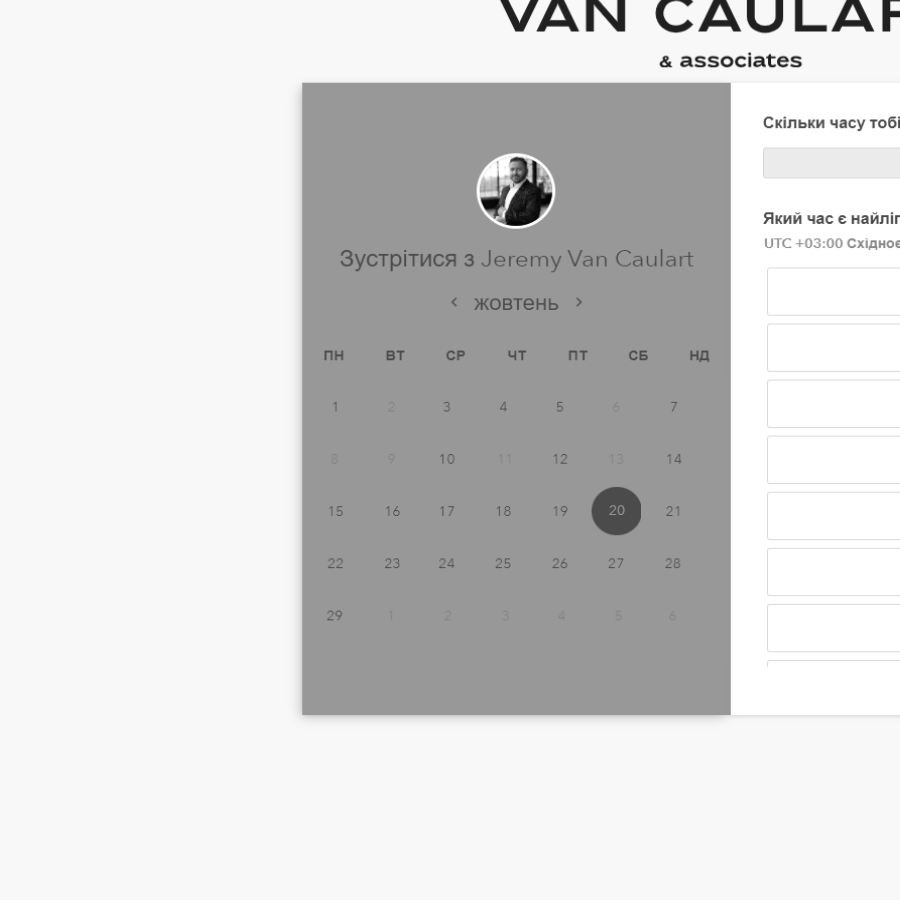 VAN CAULAR
& associates
Зустрітися з Jeremy Van Caulart
жовтень
ПН ВТ СР ЧТ ПТ СБ НД
1 2 3 4 5 6 7
8 9 10 11 12 13 14
15 16 17 18 19 20 21
22 23 24 25 26 27 28
29 1 2 3 4 5 6
Скільки часу тобі
Який час є найліп
UTC +03:00 Східноє